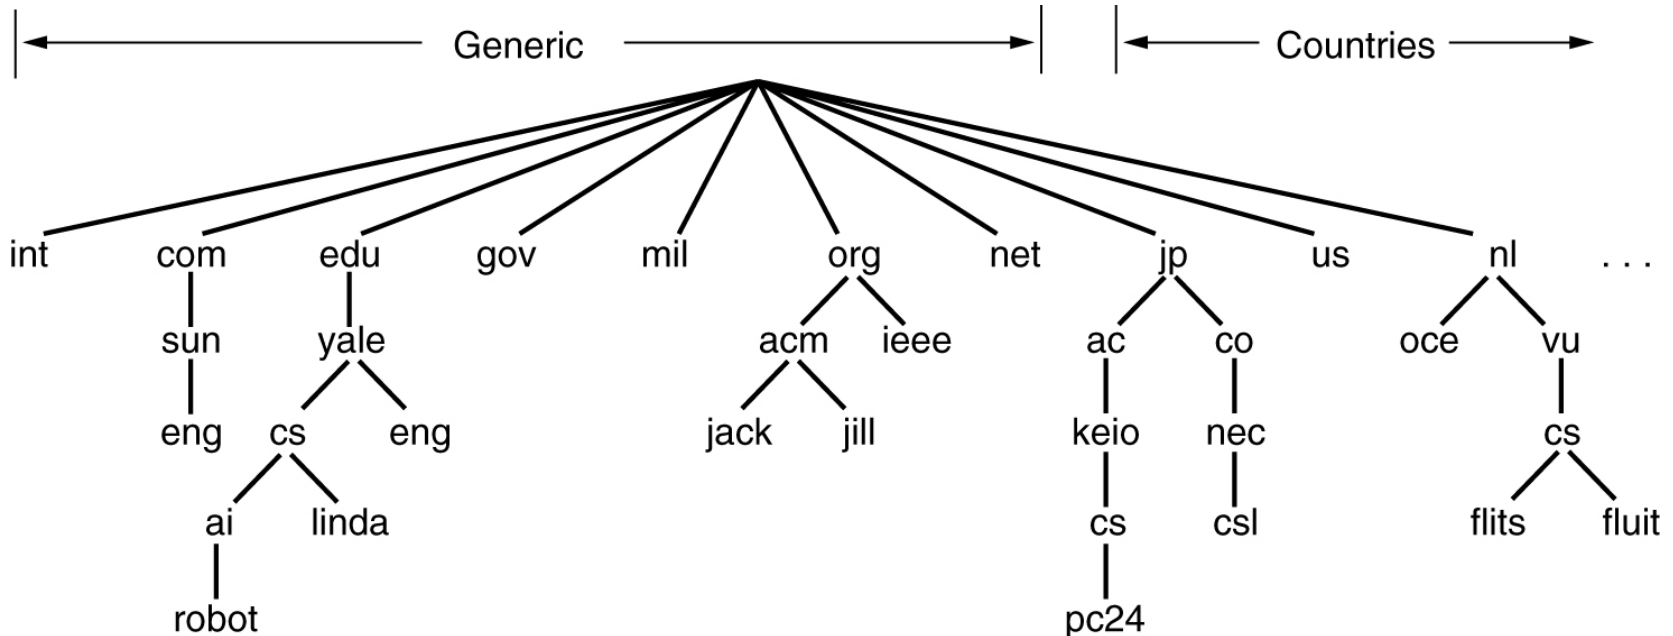 Generic Countries
int com edu gov mil org net jp us nl . . .
sun yale acm ieee ac co oce vu
eng cs eng jack jill keio nec cs
ai linda cs csl flits fluit
robot pc24